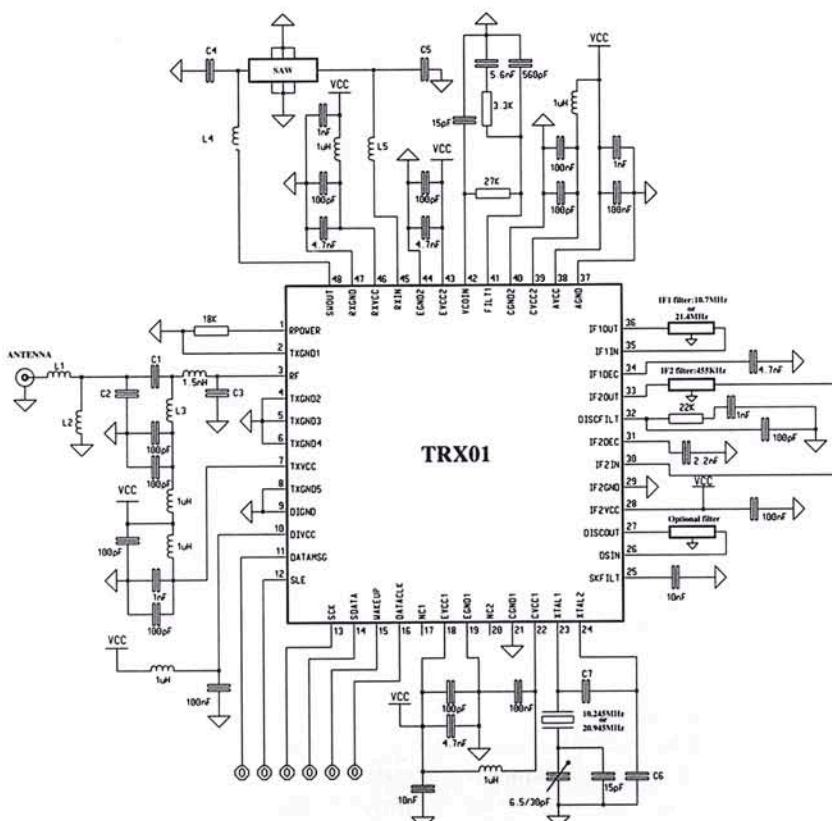 C4
SAW
C5
VCC
VCC
5.6nF
560pF
1uH
3.3K
15pF
1nF
1uH
L4
L5
VCC
100nF
1nF
27K
100pF
100pF
100pF
100nF
4.7nF
4.7nF
48 47 46 45 44 43 42 41 40 39 38 37
RXGND
RXVCC
RXIN
EGND2
EVCC2
FILT1
CGND2
CVCC2
AVCC
AGND
18K
1 RPOWER
2 TXGND1
ANTENNA
L1
C1
1.5nH
3 RF
C2
L3
C3
L2
4 TXGND2
5 TXGND3
6 TXGND4
100pF
100pF
7 TXVCC
8 TXGND5
9 DIGND
VCC
1uH
10 DIVCC
1uH
100pF
11 DATAMSG
12 SLE
1nF
100pF
VCC
1uH
100nF
TRX01
IF1OUT 36
IF1 filter:10.7MHz
or
21.4MHz
IF1IN 35
IF1DEC 34
4.7nF
IF2OUT 33
IF2 filter:455KHz
DISCFILT 32
22K
1nF
100pF
IF2DEC 31
2.2nF
IF2IN 30
IF2GND 29
VCC
IF2VCC 28
100nF
DISCOUT 27
Optional filter
DSIN 26
SKFILT 25
10nF
SCK
SDATA
WAKEUP
DATACLK
NC1
EVCC1
EGND1
NC2
CGND1
CVCC1
XTAL1
XTAL2
13 14 15 16 17 18 19 20 21 22 23 24
VCC
100pF
100nF
4.7nF
1uH
10nF
C7
10.245MHz
or
20.945MHz
6.5/30pF
15pF
C6